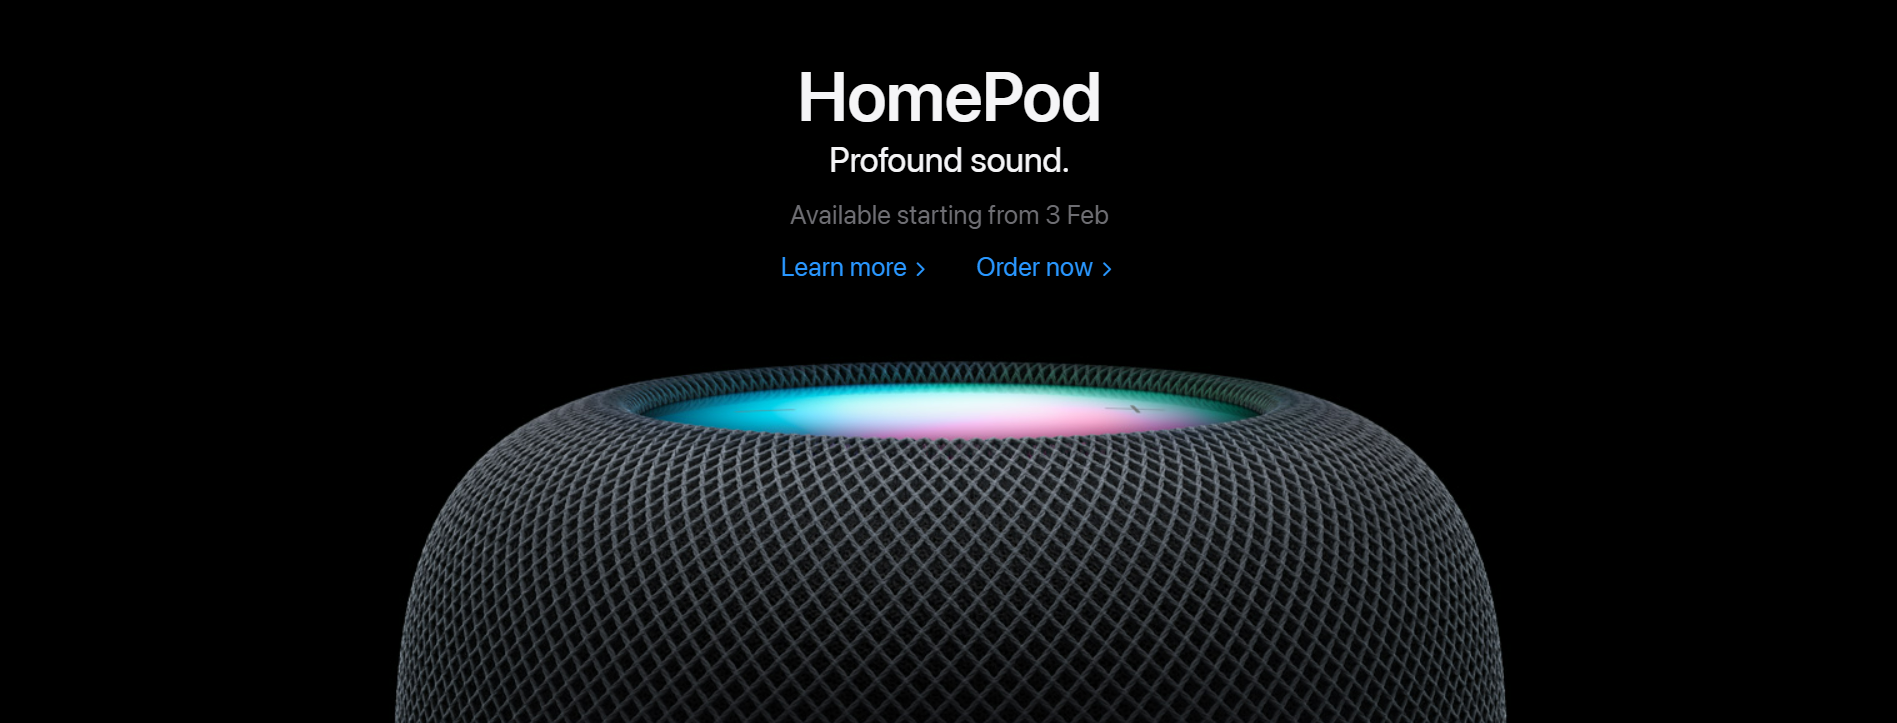 HomePod
Profound sound.
Available starting from 3 Feb
Learn more > Order now >